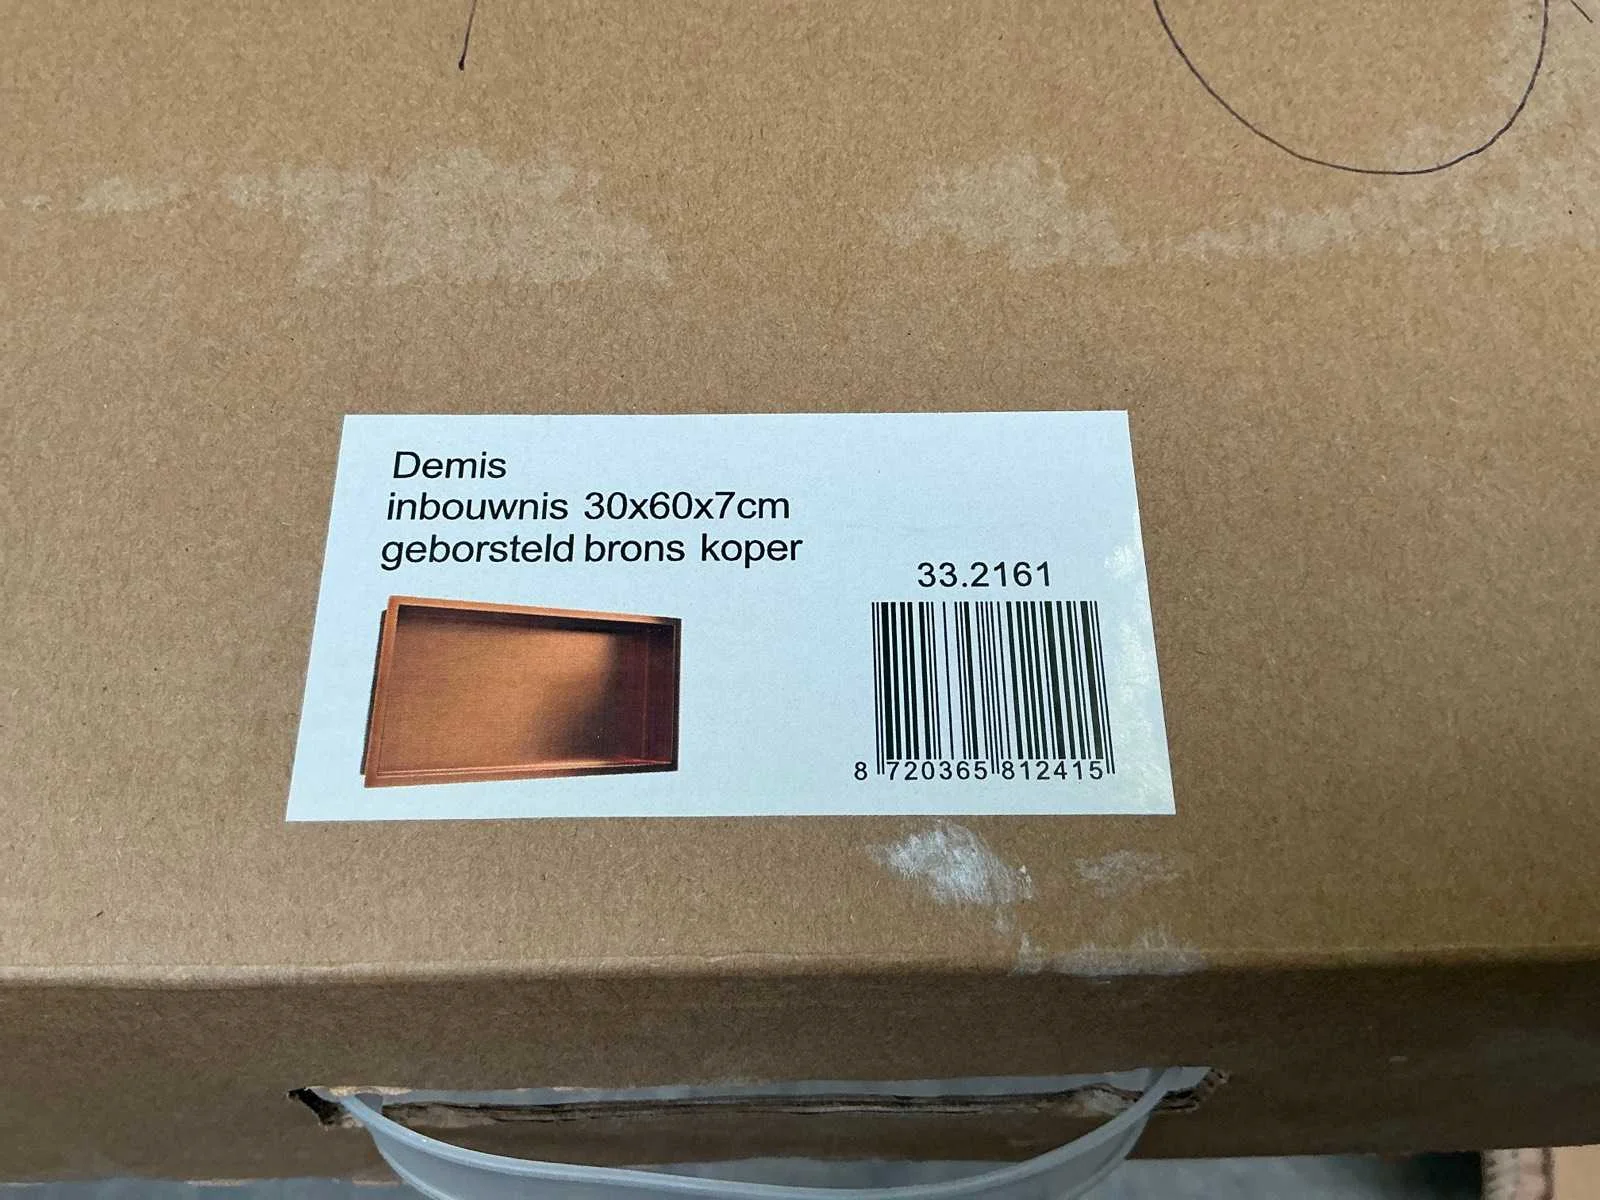 Demis
inbouwnis 30x60x7cm
geborsteld brons koper
33.2161
8 720365 812415